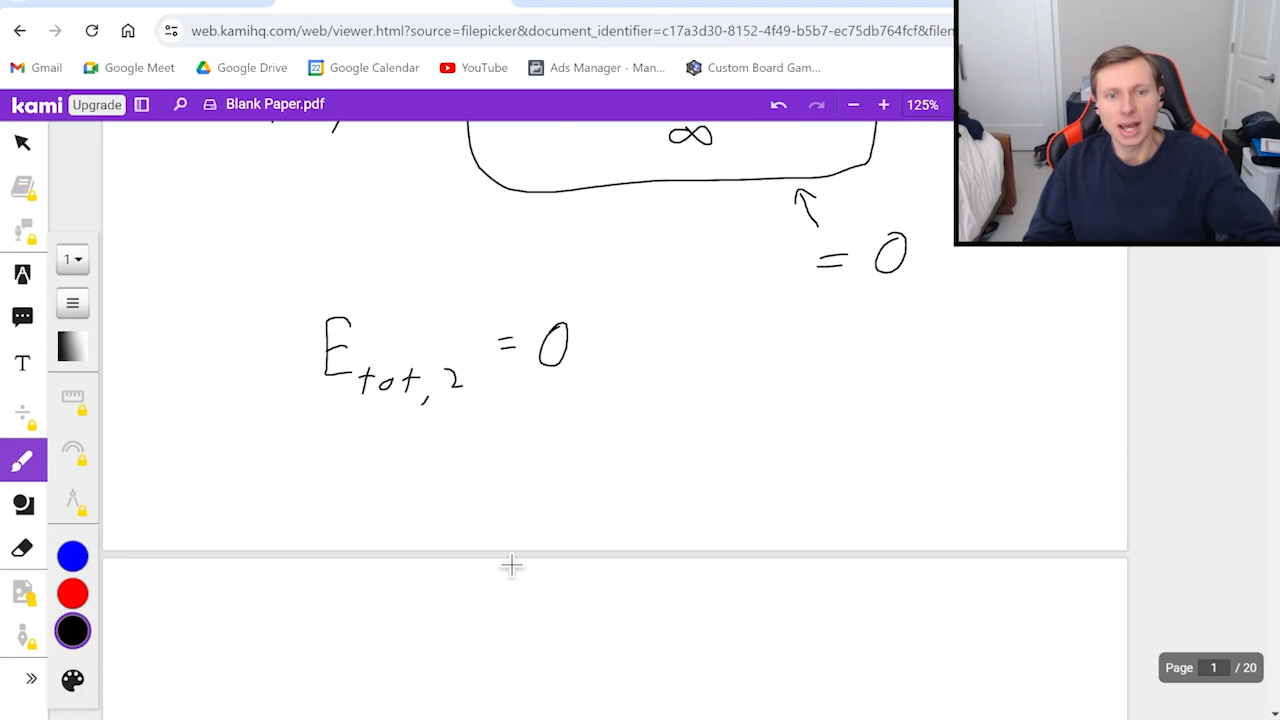 web.kamihq.com/web/viewer.html?source=filepicker&document_identifier=c17a3d30-8152-4f49-b5b7-ec75db764fcf&filen
Gmail Google Meet Google Drive 22 Google Calendar YouTube Ads Manager - Man... Custom Board Gam...
kami Upgrade Blank Paper.pdf 125%
∞
= 0
E tot, 2 = 0
1
A
T
Page 1 / 20